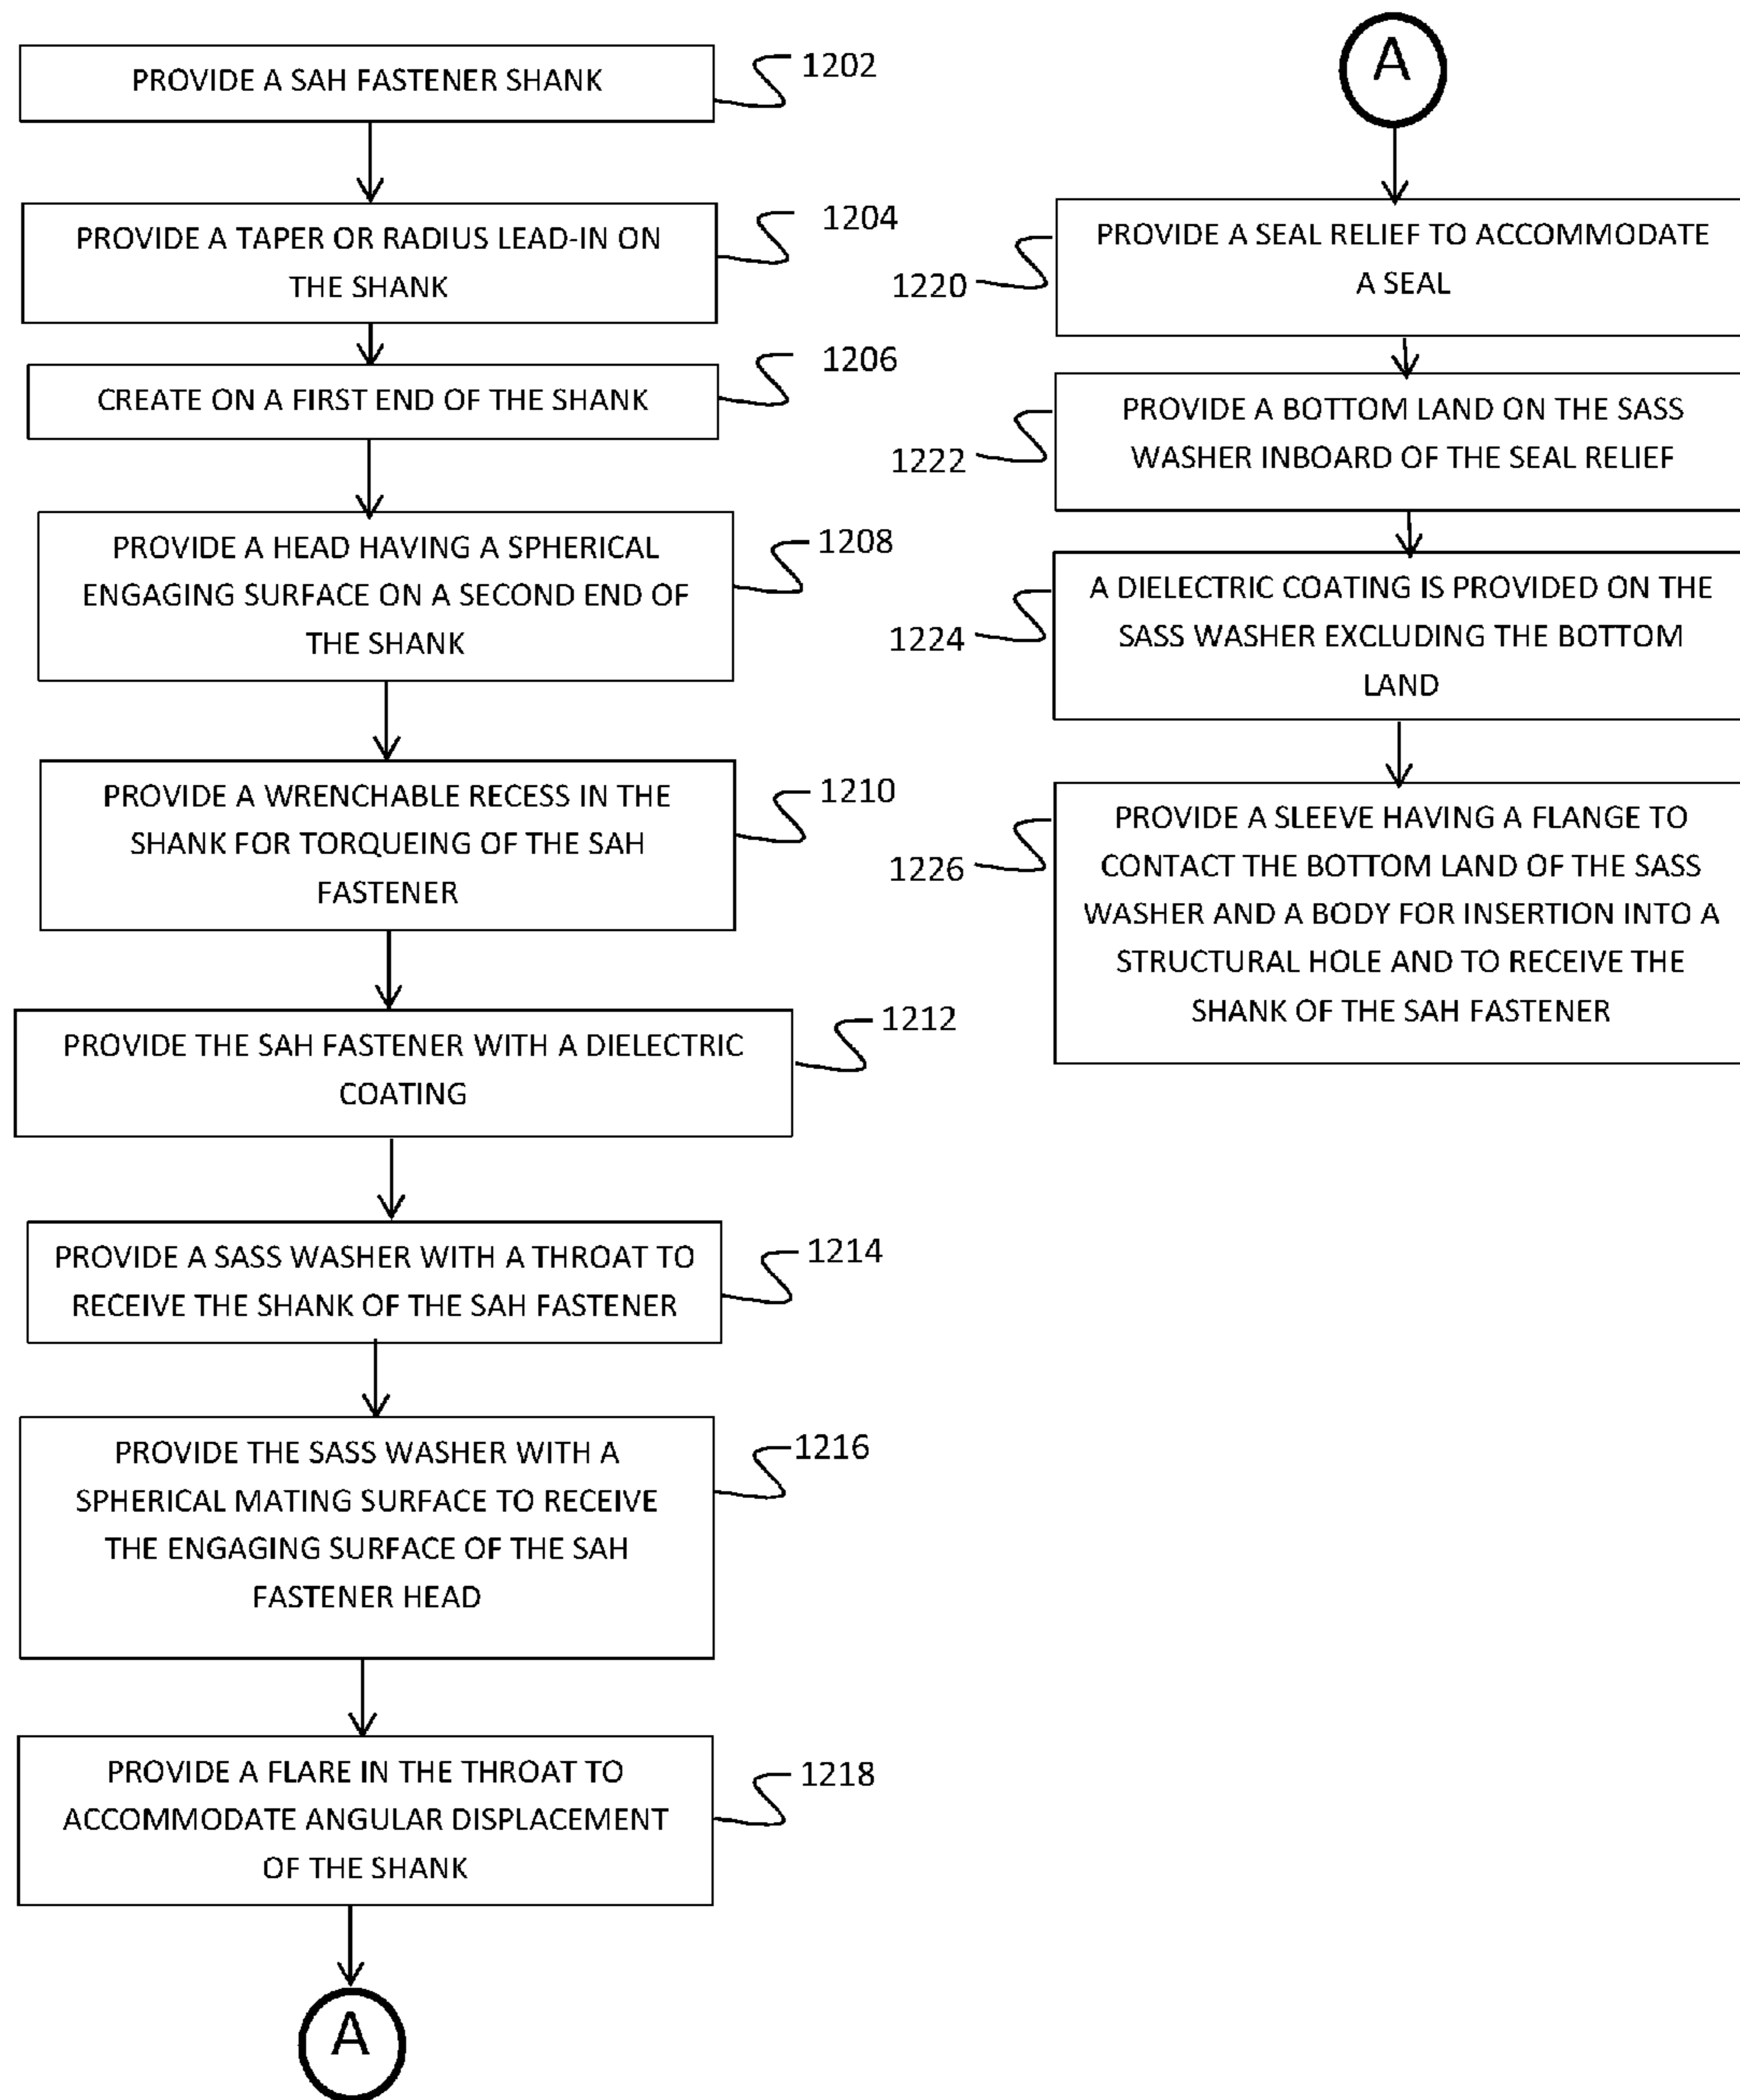 PROVIDE A SAH FASTENER SHANK
1202
PROVIDE A TAPER OR RADIUS LEAD-IN ON
THE SHANK
1204
CREATE ON A FIRST END OF THE SHANK
1206
PROVIDE A HEAD HAVING A SPHERICAL
ENGAGING SURFACE ON A SECOND END OF
THE SHANK
1208
PROVIDE A WRENCHABLE RECESS IN THE
SHANK FOR TORQUEING OF THE SAH
FASTENER
1210
PROVIDE THE SAH FASTENER WITH A DIELECTRIC
COATING
1212
PROVIDE A SASS WASHER WITH A THROAT TO
RECEIVE THE SHANK OF THE SAH FASTENER
1214
PROVIDE THE SASS WASHER WITH A
SPHERICAL MATING SURFACE TO RECEIVE
THE ENGAGING SURFACE OF THE SAH
FASTENER HEAD
1216
PROVIDE A FLARE IN THE THROAT TO
ACCOMMODATE ANGULAR DISPLACEMENT
OF THE SHANK
1218
A
A
PROVIDE A SEAL RELIEF TO ACCOMMODATE
A SEAL
1220
PROVIDE A BOTTOM LAND ON THE SASS
WASHER INBOARD OF THE SEAL RELIEF
1222
A DIELECTRIC COATING IS PROVIDED ON THE
SASS WASHER EXCLUDING THE BOTTOM
LAND
1224
PROVIDE A SLEEVE HAVING A FLANGE TO
CONTACT THE BOTTOM LAND OF THE SASS
WASHER AND A BODY FOR INSERTION INTO A
STRUCTURAL HOLE AND TO RECEIVE THE
SHANK OF THE SAH FASTENER
1226